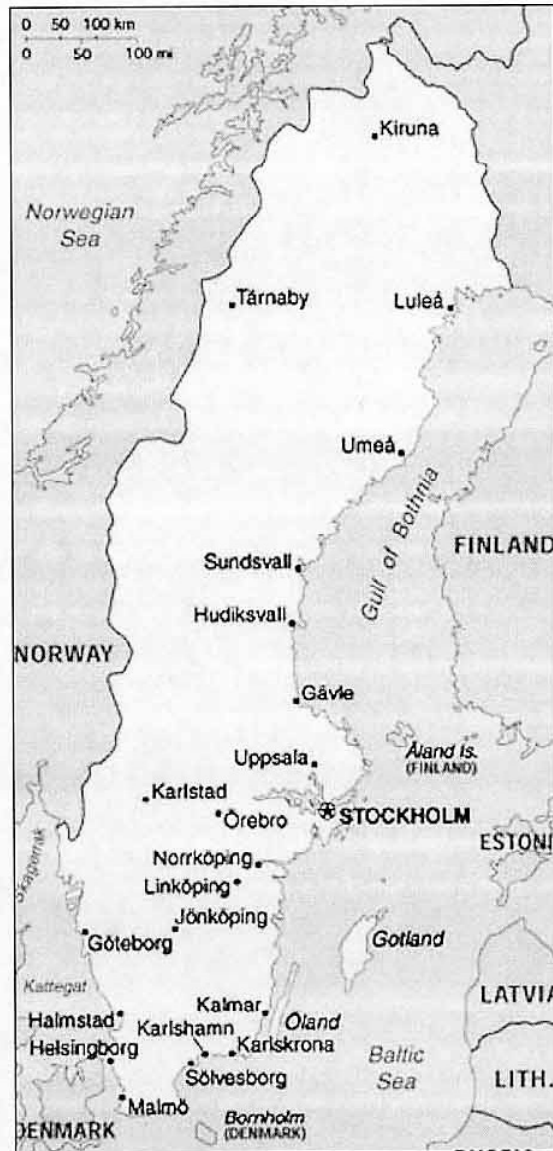 0 50 100 km
0 50 100 mi
Kiruna
Norwegian
Sea
Tärnaby
Luleå
Umeå
Gulf of Bothnia
FINLAND
Sundsvall
Hudiksvall
NORWAY
Gävle
Åland Is.
(FINLAND)
Uppsala
Karlstad
Örebro
STOCKHOLM
Skagerrak
ESTONI
Norrköping
Linköping
Jönköping
Göteborg
Gotland
Kattegat
LATVIA
Halmstad
Kalmar
Öland
Karlshamn
Helsingborg
Karlskrona
Baltic
Sea
LITH.
Sölvesborg
Malmö
Bornholm
(DENMARK)
DENMARK